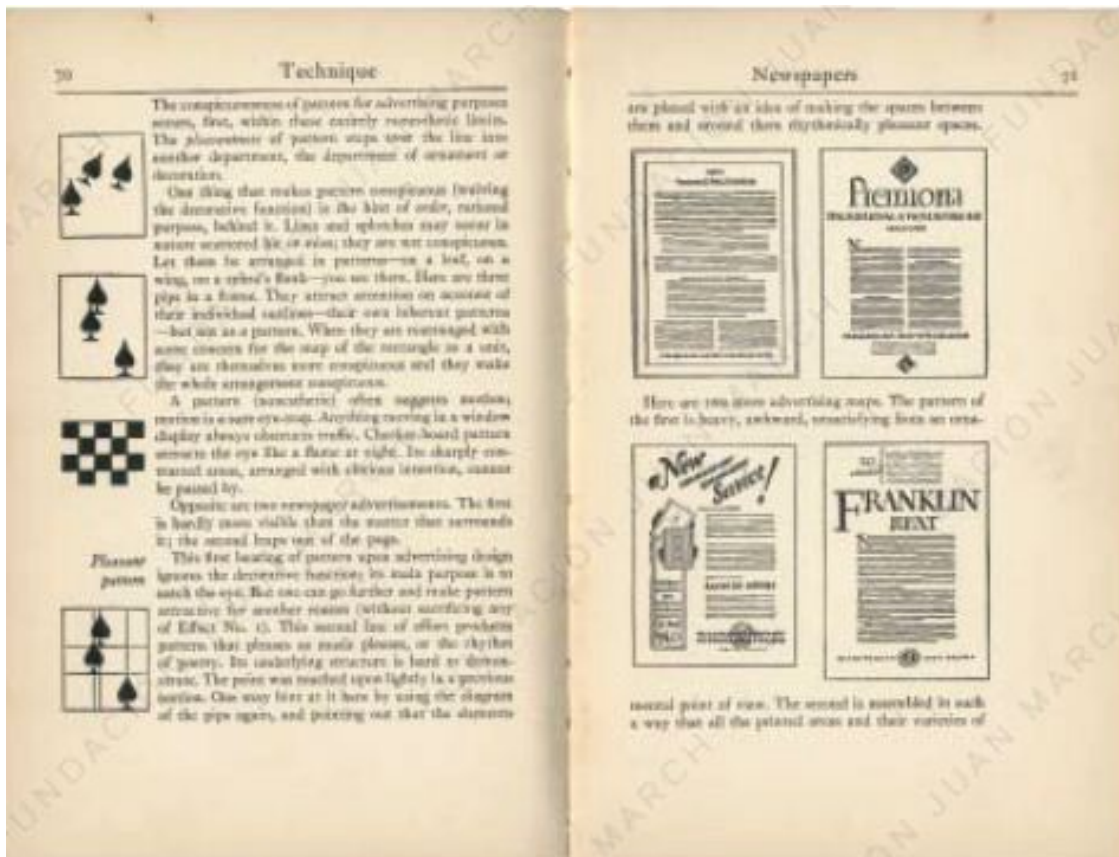 70
Technique
The conspicuousness of pattern for advertising purposes
seems, first, within these entirely nonesthetic limits.
The pleasantness of pattern steps over the line into
another department, the department of ornament or
decoration.
One thing that makes pattern conspicuous (waiving
the decorative function) is the hint of order, rational
purpose, behind it. Lines and splotches may occur in
nature scattered hit or miss; they are not conspicuous.
Let them be arranged in patterns—on a leaf, on a
wing, on a zebra's flank—you see them. Here are three
pips in a frame. They attract attention on account of
their individual outlines—their own inherent patterns
—but not as a pattern. When they are rearranged with
some concern for the map of the rectangle as a unit,
they are themselves more conspicuous and they make
the whole arrangement conspicuous.
A pattern (nonesthetic) often suggests motion;
motion is a sure eye-snap. Anything moving in a window
display always obstructs traffic. Checker-board pattern
attracts the eye like a flame at night. Its sharply con-
trasted areas, arranged with obvious intention, cannot
be passed by.
Opposite are two newspaper advertisements. The first
is hardly more visible than the matter that surrounds
it; the second leaps out of the page.
Pleasant
pattern
This first bearing of pattern upon advertising design
ignores the decorative function; its main purpose is to
catch the eye. But one can go further and make pattern
attractive for another reason (without sacrificing any
of Effect No. 1). This second line of effort produces
pattern that pleases as music pleases, or the rhythm
of poetry. Its underlying structure is hard to demon-
strate. The point was touched upon lightly in a previous
section. One may hint at it here by using the diagram
of the pips again, and pointing out that the elements
Newspapers
71
are placed with an idea of making the spaces between
them and around them rhythmically pleasant spaces.
Piemiona
Here are two more advertising maps. The pattern of
the first is heavy, awkward, unsatisfying from an orna-
New
Service!
FRANKLIN
BEXT
mental point of view. The second is assembled in such
a way that all the printed areas and their varieties of
FUNDACION JUAN MARCH